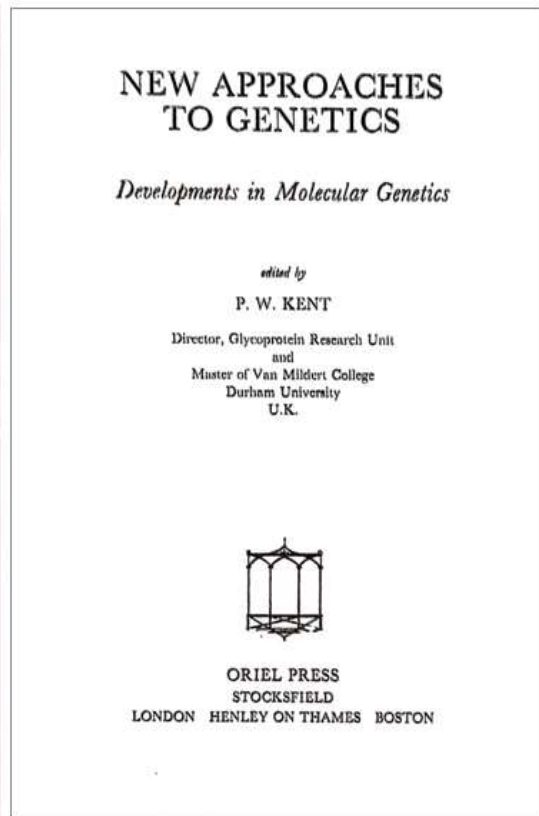 NEW APPROACHES
TO GENETICS
Developments in Molecular Genetics
edited by
P. W. KENT
Director, Glycoprotein Research Unit
and
Master of Van Mildert College
Durham University
U.K.
ORIEL PRESS
STOCKSFIELD
LONDON HENLEY ON THAMES BOSTON